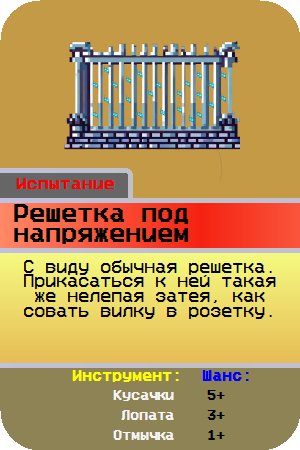 Испытание
Решетка под
напряжением
С виду обычная решетка.
Прикасаться к ней такая
же нелепая затея, как
совать вилку в розетку.
Инструмент: Шанс:
Кусачки 5+
Лопата 3+
Отмычка 1+